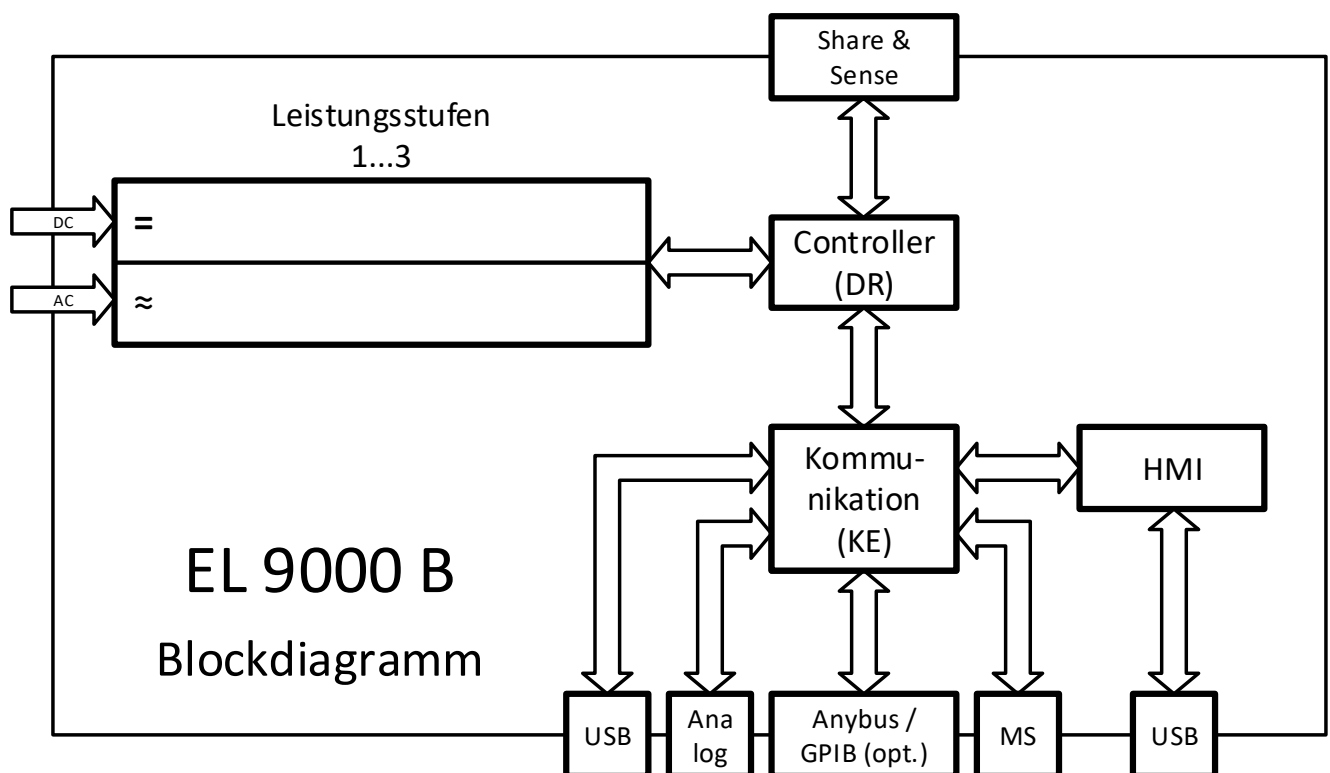 Share &
Sense
Leistungsstufen
1...3
DC
=
AC
≈
Controller
(DR)
Kommu-
nikation
(KE)
HMI
EL 9000 B
Blockdiagramm
USB
Ana
log
Anybus /
GPIB (opt.)
MS
USB